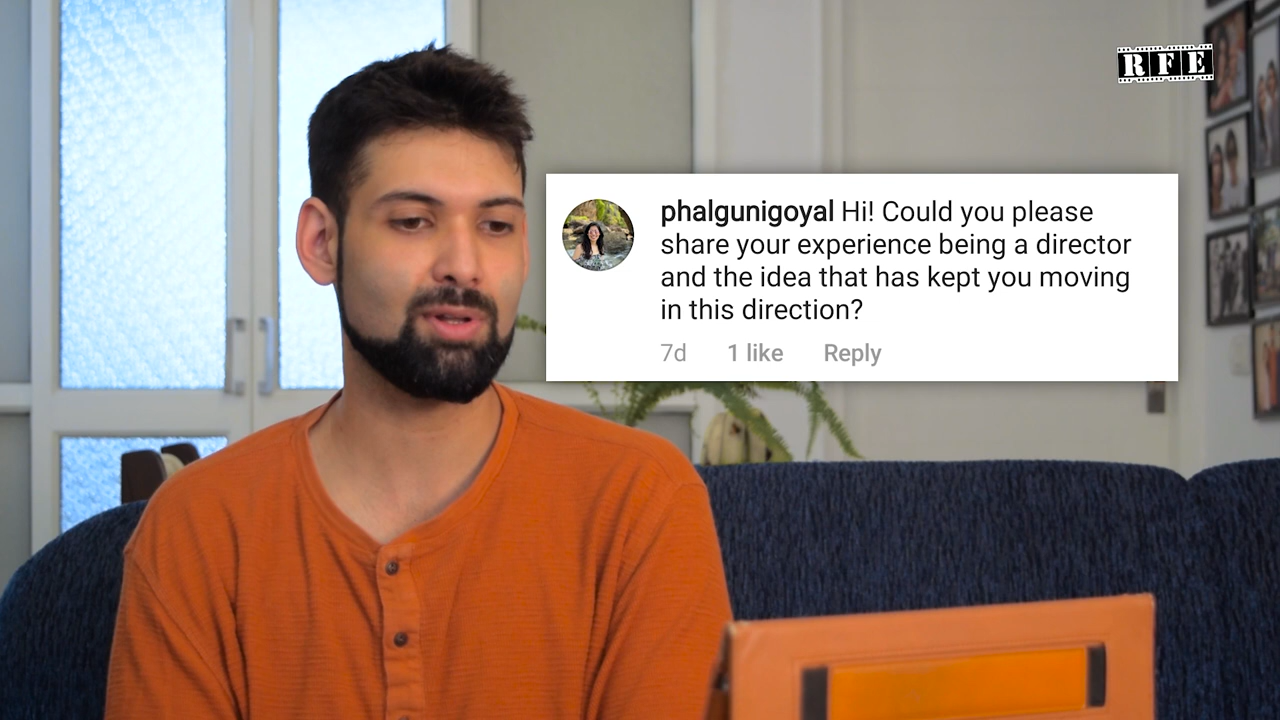 RFE
phalgunigoyal Hi! Could you please
share your experience being a director
and the idea that has kept you moving
in this direction?
7d 1 like Reply